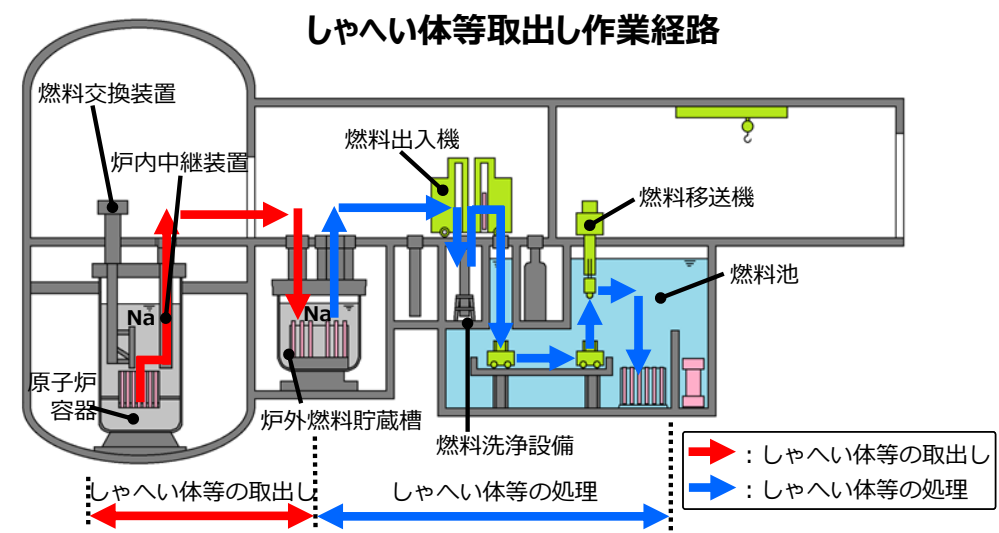 しゃへい体等取出し作業経路
燃料交換装置
炉内中継装置
燃料出入機
燃料移送機
燃料池
Na
Na
原子炉
容器
炉外燃料貯蔵槽
燃料洗浄設備
しゃへい体等の取出し
しゃへい体等の処理
：しゃへい体等の取出し
：しゃへい体等の処理